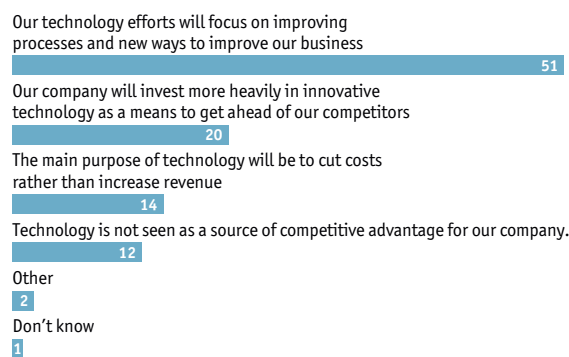 Our technology efforts will focus on improving
processes and new ways to improve our business
51
Our company will invest more heavily in innovative
technology as a means to get ahead of our competitors
20
The main purpose of technology will be to cut costs
rather than increase revenue
14
Technology is not seen as a source of competitive advantage for our company.
12
Other
2
Don’t know
1